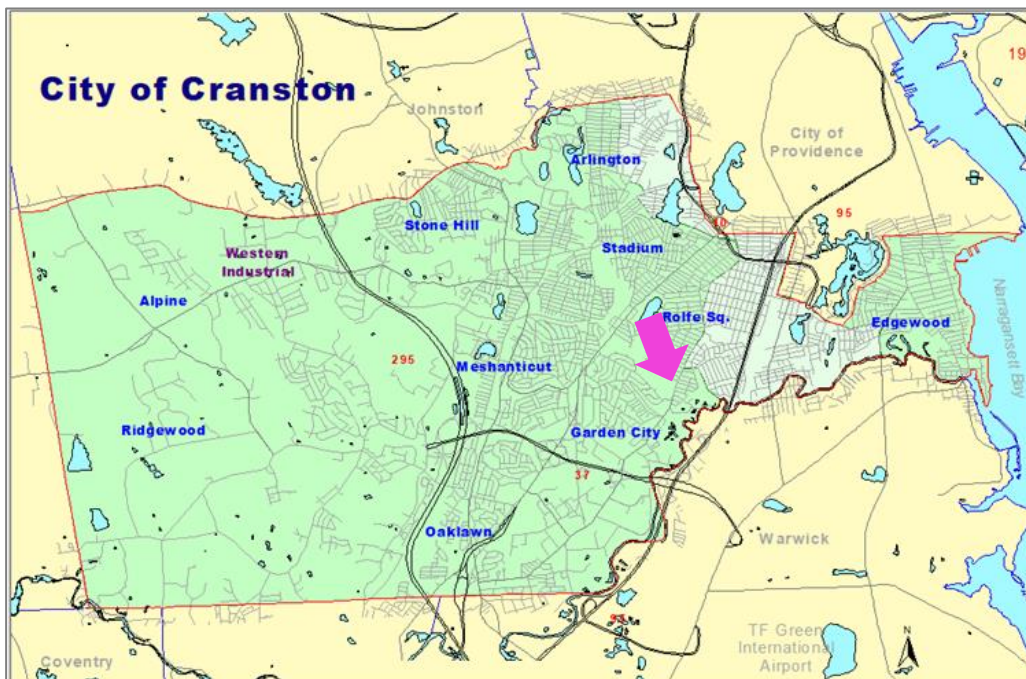 City of Cranston
Johnston
19
City of
Providence
Arlington
10
95
Stone Hill
Stadium
Western
Industrial
Alpine
Rolfe Sq.
Edgewood
Narragansett Bay
295
Meshanticut
Ridgewood
Garden City
37
Oaklawn
Warwick
95
TF Green
International
Airport
Coventry
N